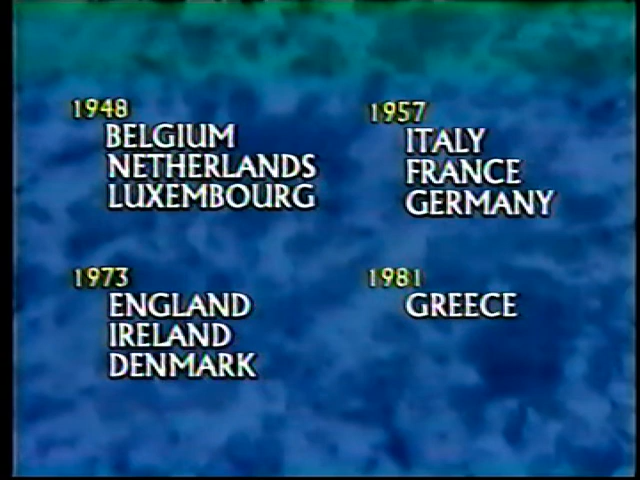 1948
BELGIUM
NETHERLANDS
LUXEMBOURG
1957
ITALY
FRANCE
GERMANY
1973
ENGLAND
IRELAND
DENMARK
1981
GREECE